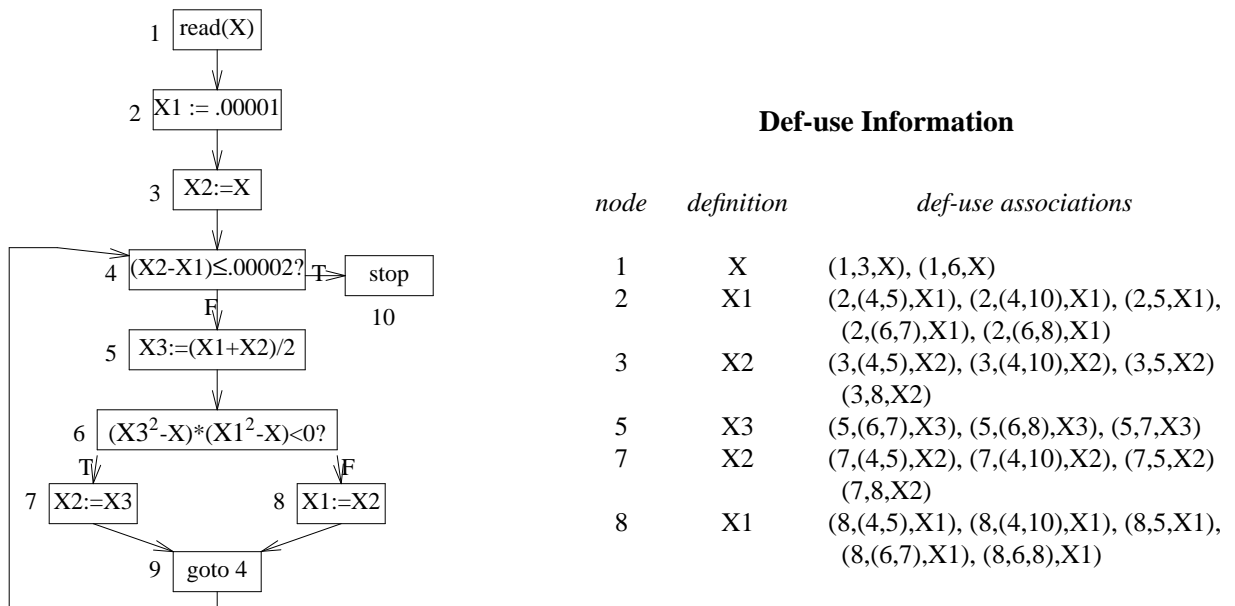 1 read(X)
2 X1 := .00001
3 X2:=X
4 (X2-X1)≤.00002? T stop
10
F
5 X3:=(X1+X2)/2
6 (X3²-X)*(X1²-X)<0?
T F
7 X2:=X3 8 X1:=X2
9 goto 4
Def-use Information
node definition def-use associations
1 X (1,3,X), (1,6,X)
2 X1 (2,(4,5),X1), (2,(4,10),X1), (2,5,X1),
(2,(6,7),X1), (2,(6,8),X1)
3 X2 (3,(4,5),X2), (3,(4,10),X2), (3,5,X2)
(3,8,X2)
5 X3 (5,(6,7),X3), (5,(6,8),X3), (5,7,X3)
7 X2 (7,(4,5),X2), (7,(4,10),X2), (7,5,X2)
(7,8,X2)
8 X1 (8,(4,5),X1), (8,(4,10),X1), (8,5,X1),
(8,(6,7),X1), (8,6,8),X1)